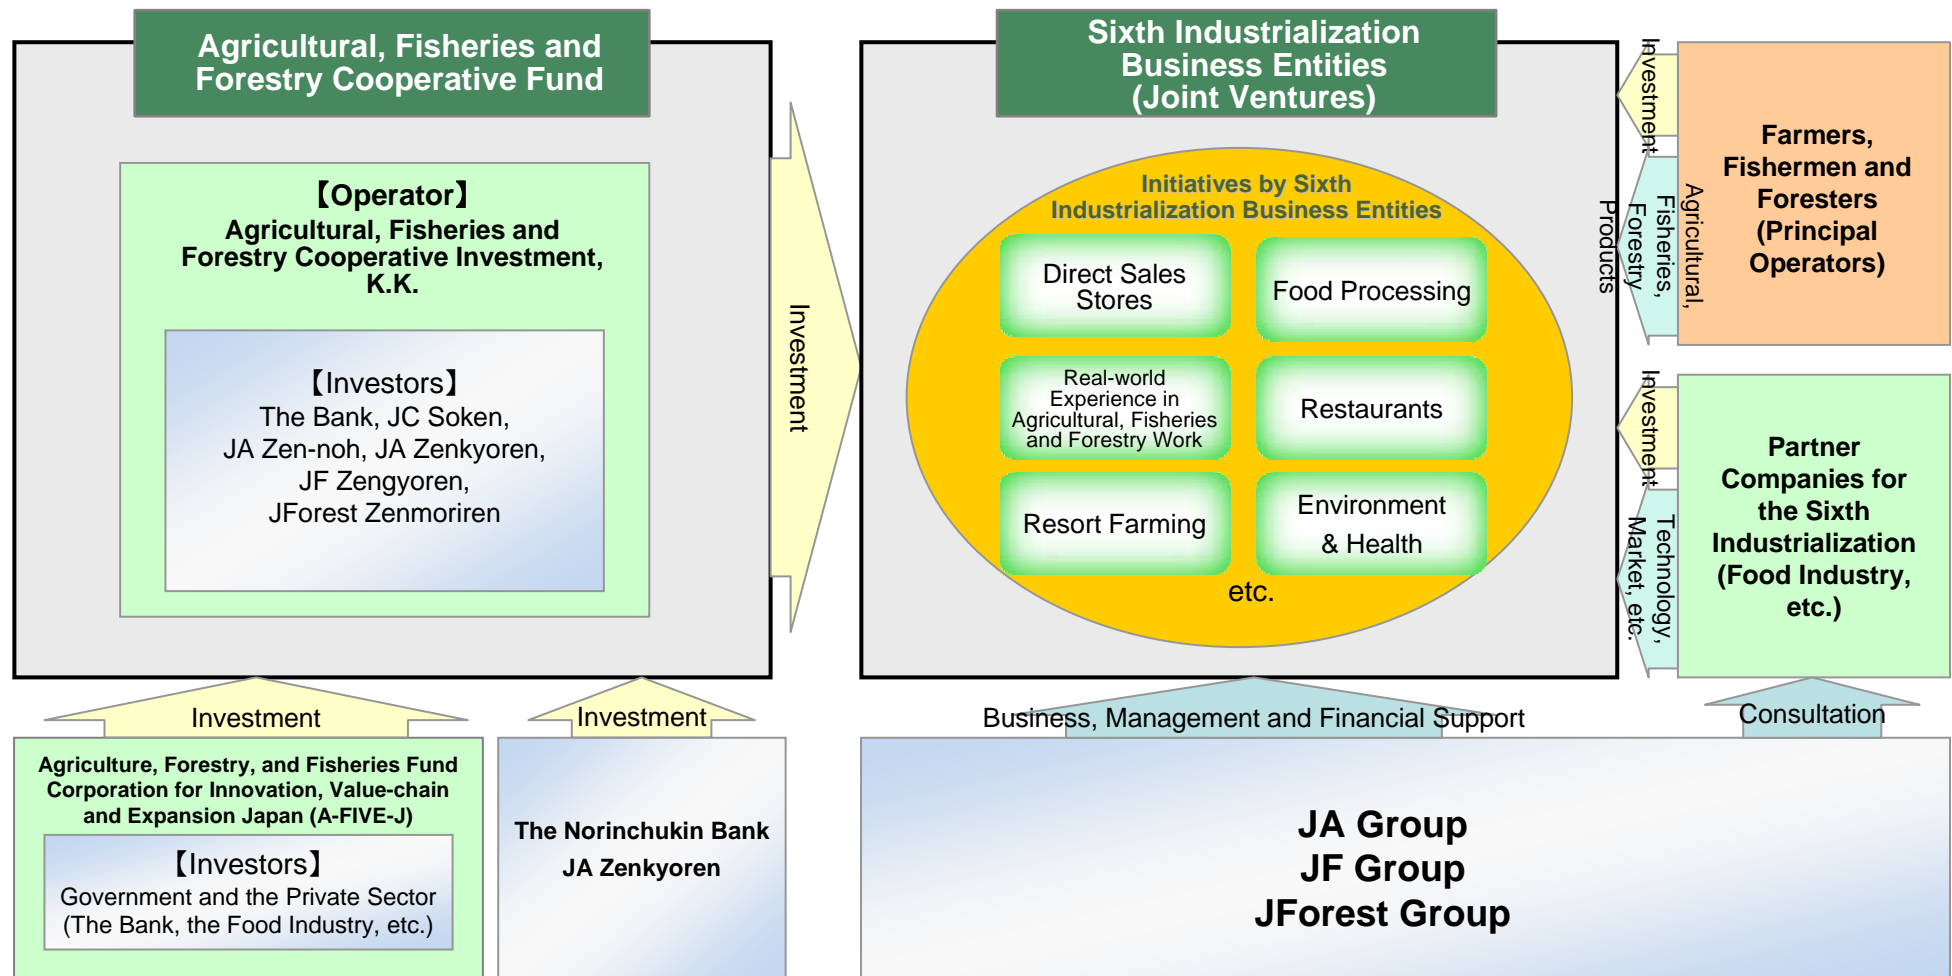 Agricultural, Fisheries and
Forestry Cooperative Fund
【Operator】
Agricultural, Fisheries and
Forestry Cooperative Investment,
K.K.
【Investors】
The Bank, JC Soken,
JA Zen-noh, JA Zenkyoren,
JF Zengyoren,
JForest Zenmoriren
Investment
Sixth Industrialization
Business Entities
(Joint Ventures)
Initiatives by Sixth
Industrialization Business Entities
Direct Sales
Stores
Food Processing
Real-world
Experience in
Agricultural, Fisheries
and Forestry Work
Restaurants
Resort Farming
Environment
& Health
etc.
Investment
Agricultural,
Fisheries,
Forestry
Products
Farmers,
Fishermen and
Foresters
(Principal
Operators)
Investment
Technology,
Market, etc.
Partner
Companies for
the Sixth
Industrialization
(Food Industry,
etc.)
Investment
Investment
Business, Management and Financial Support
Consultation
Agriculture, Forestry, and Fisheries Fund
Corporation for Innovation, Value-chain
and Expansion Japan (A-FIVE-J)
【Investors】
Government and the Private Sector
(The Bank, the Food Industry, etc.)
The Norinchukin Bank
JA Zenkyoren
JA Group
JF Group
JForest Group